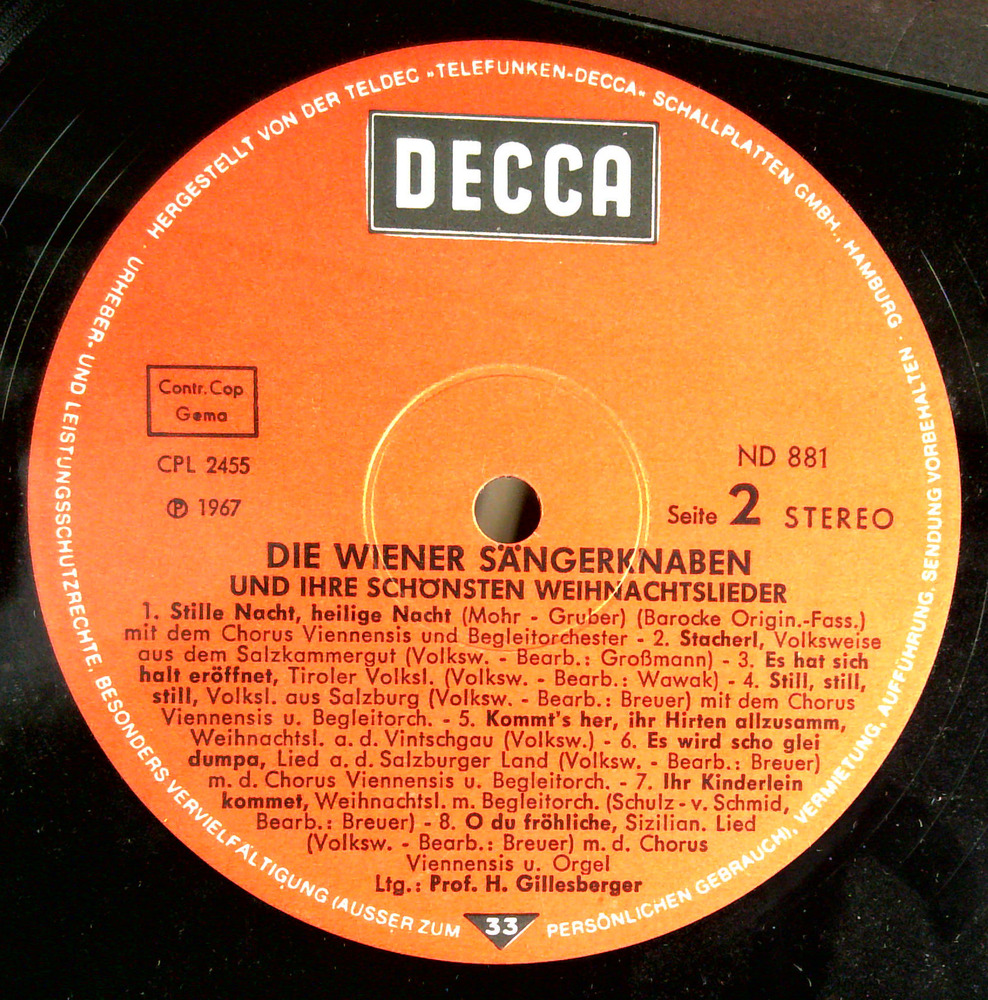 HERGESTELLT VON DER TELDEC »TELEFUNKEN-DECCA« SCHALLPLATTEN GMBH., HAMBURG ·
DECCA
Contr. Cop
Gema
CPL 2455
℗ 1967
ND 881
Seite 2 STEREO
DIE WIENER SÄNGERKNABEN
UND IHRE SCHÖNSTEN WEIHNACHTSLIEDER
1. Stille Nacht, heilige Nacht (Mohr - Gruber) (Barocke Origin.-Fass.)
mit dem Chorus Viennensis und Begleitorchester - 2. Stacherl, Volksweise
aus dem Salzkammergut (Volksw. - Bearb.: Großmann) - 3. Es hat sich
halt eröffnet, Tiroler Volksl. (Volksw. - Bearb.: Wawak) - 4. Still, still,
still, Volksl. aus Salzburg (Volksw. - Bearb.: Breuer) mit dem Chorus
Viennensis u. Begleitorch. - 5. Kommt's her, ihr Hirten allzusamm,
Weihnachtsl. a. d. Vintschgau (Volksw.) - 6. Es wird scho glei
dumpa, Lied a. d. Salzburger Land (Volksw. - Bearb.: Breuer)
m. d. Chorus Viennensis u. Begleitorch. - 7. Ihr Kinderlein
kommet, Weihnachtsl. m. Begleitorch. (Schulz - v. Schmid,
Bearb.: Breuer) - 8. O du fröhliche, Sizilian. Lied
(Volksw. - Bearb.: Breuer) m. d. Chorus
Viennensis u. Orgel
Ltg.: Prof. H. Gillesberger
URHEBER- UND LEISTUNGSSCHUTZRECHTE, BESONDERS VERVIELFÄLTIGUNG (AUSSER ZUM PERSÖNLICHEN GEBRAUCH), VERMIETUNG, AUFFÜHRUNG, SENDUNG VORBEHALTEN ·
33